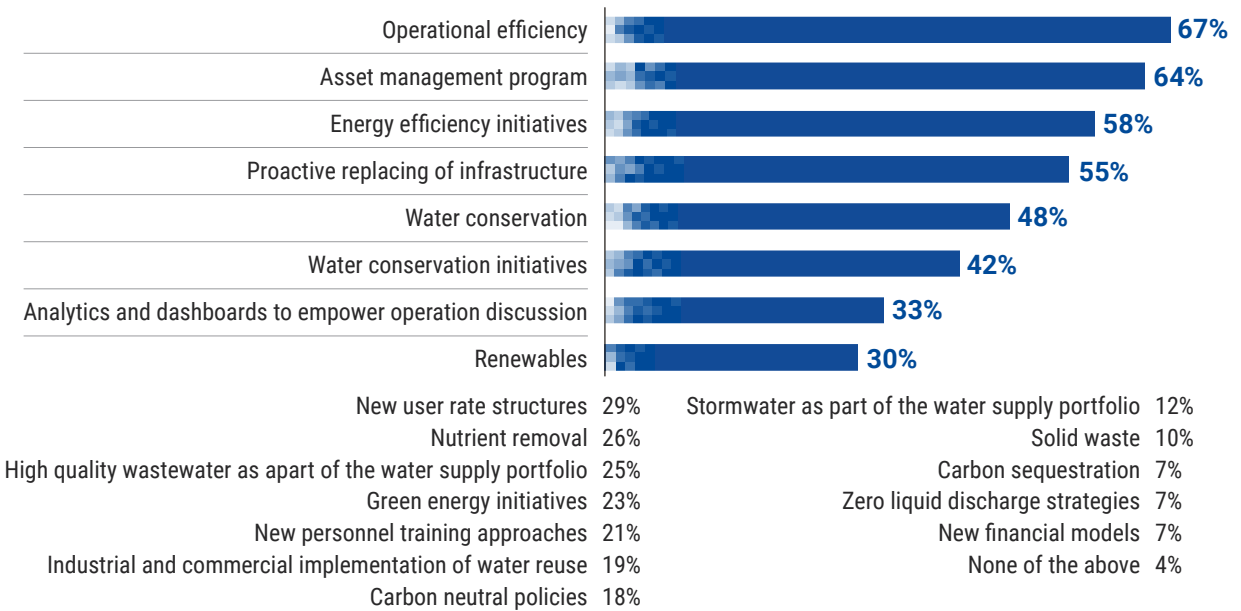 Operational efficiency 67%
Asset management program 64%
Energy efficiency initiatives 58%
Proactive replacing of infrastructure 55%
Water conservation 48%
Water conservation initiatives 42%
Analytics and dashboards to empower operation discussion 33%
Renewables 30%
New user rate structures 29%
Nutrient removal 26%
High quality wastewater as apart of the water supply portfolio 25%
Green energy initiatives 23%
New personnel training approaches 21%
Industrial and commercial implementation of water reuse 19%
Carbon neutral policies 18%
Stormwater as part of the water supply portfolio 12%
Solid waste 10%
Carbon sequestration 7%
Zero liquid discharge strategies 7%
New financial models 7%
None of the above 4%